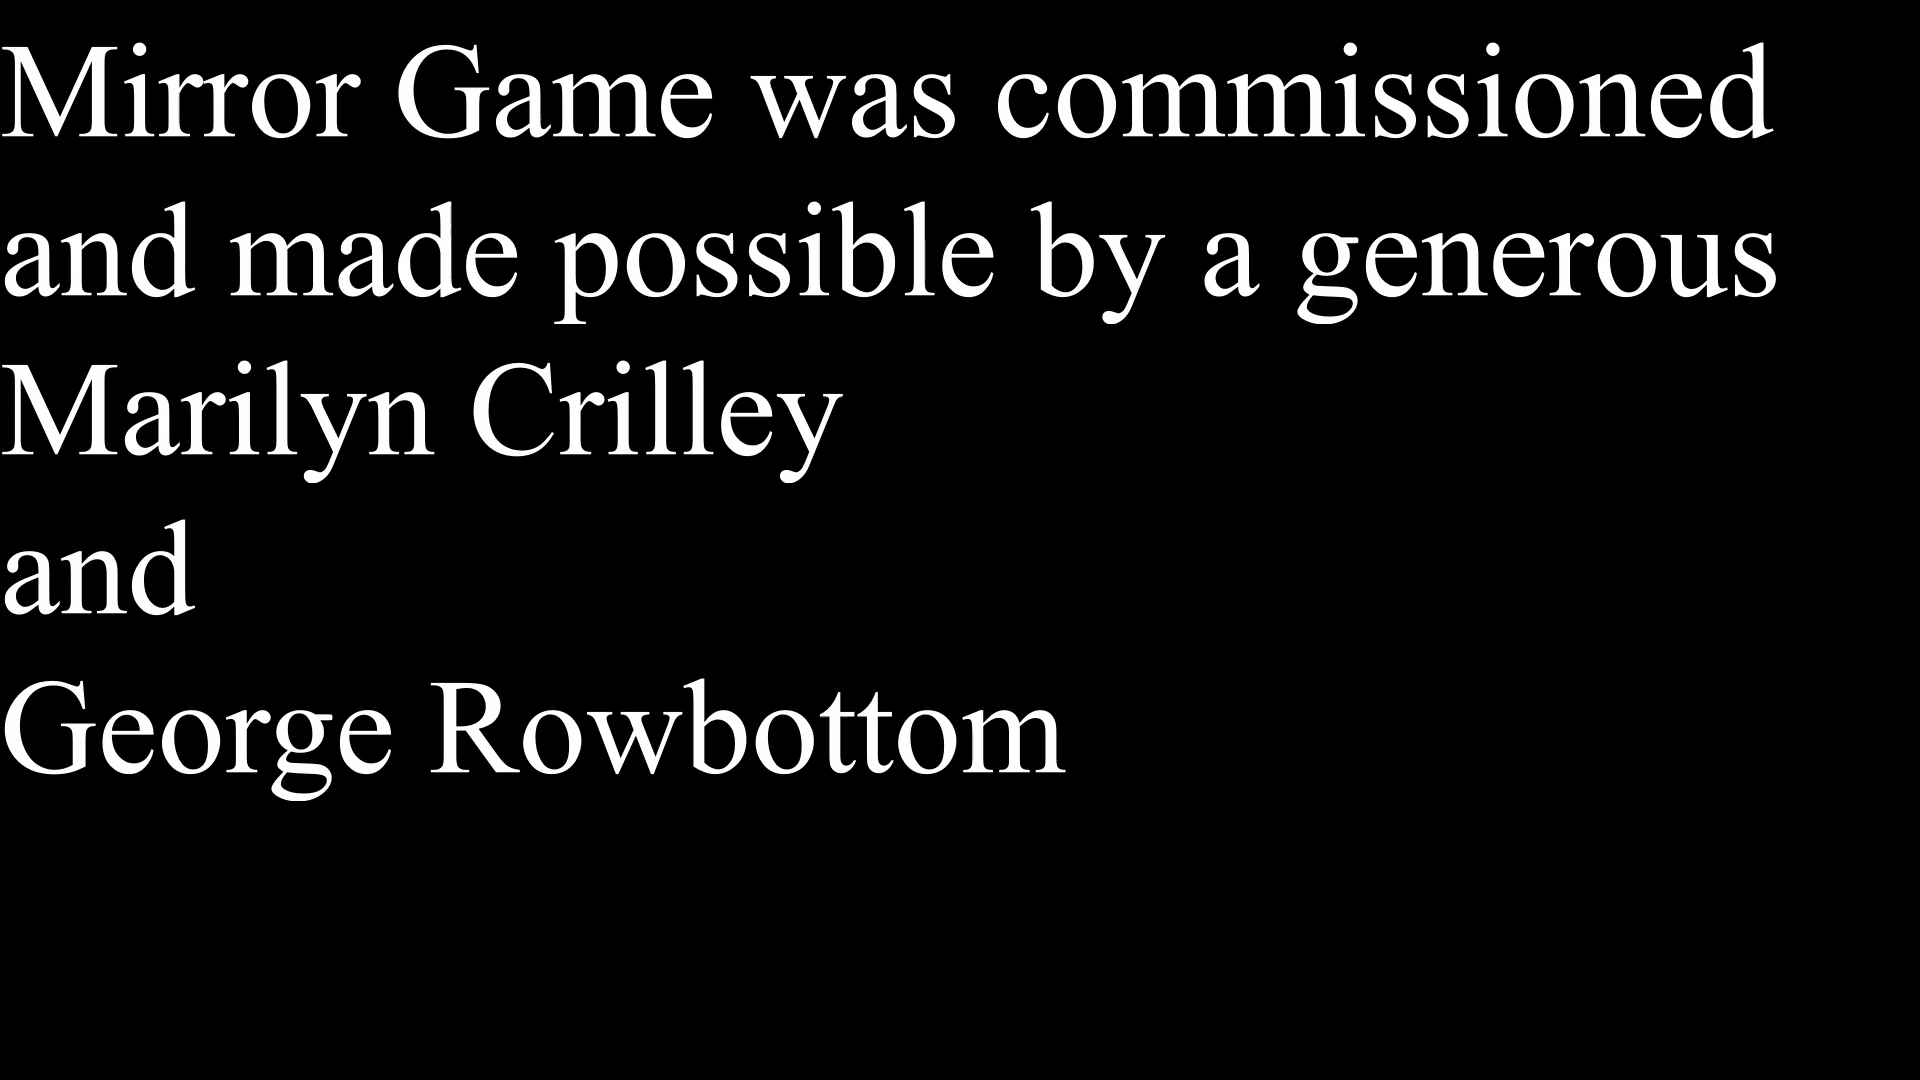 Mirror Game was commissioned
and made possible by a generous
Marilyn Crilley
and
George Rowbottom